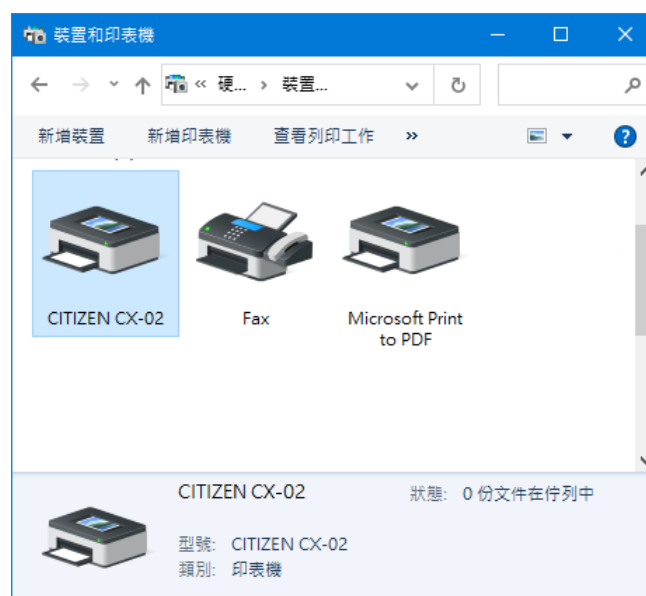 裝置和印表機
« 硬... › 裝置...
新增裝置 新增印表機 查看列印工作 »
CITIZEN CX-02
Fax
Microsoft Print
to PDF
CITIZEN CX-02 狀態: 0 份文件在佇列中
型號: CITIZEN CX-02
類別: 印表機